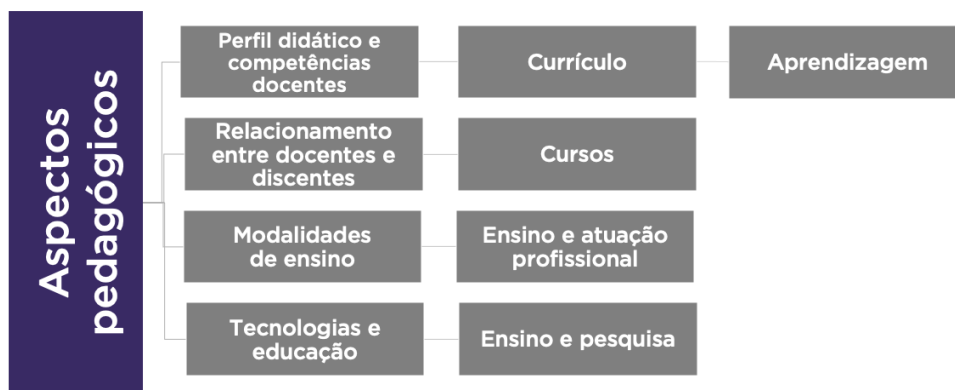 Aspectos
pedagógicos
Perfil didático e
competências
docentes
Currículo
Aprendizagem
Relacionamento
entre docentes e
discentes
Cursos
Modalidades
de ensino
Ensino e atuação
profissional
Tecnologias e
educação
Ensino e pesquisa